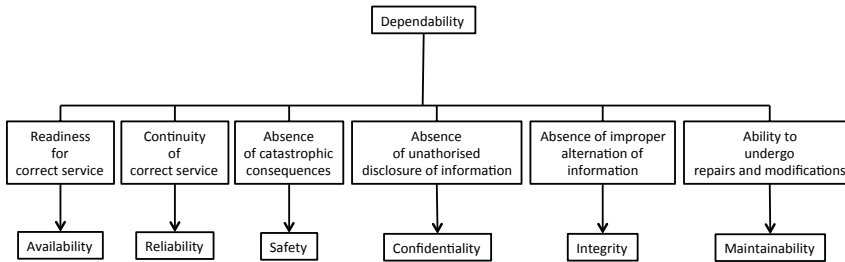 Dependability
Readiness
for
correct service
Continuity
of
correct service
Absence
of catastrophic
consequences
Absence
of unathorised
disclosure of information
Absence of improper
alternation of
information
Ability to
undergo
repairs and modifications
Availability
Reliability
Safety
Confidentiality
Integrity
Maintainability